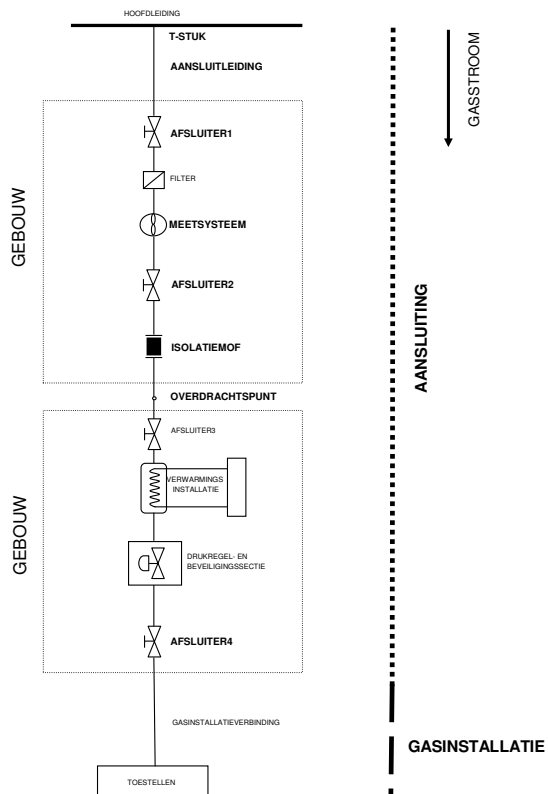 HOOFDLEIDING
T-STUK
AANSLUITLEIDING
GASSTROOM
AFSLUITER1
FILTER
GEBOUW
MEETSYSTEEM
AFSLUITER2
AANSLUITING
ISOLATIEMOF
OVERDRACHTSPUNT
AFSLUITER3
VERWARMINGS
INSTALLATIE
GEBOUW
DRUKREGEL- EN
BEVEILIGINGSSECTIE
AFSLUITER4
GASINSTALLATIEVERBINDING
GASINSTALLATIE
TOESTELLEN